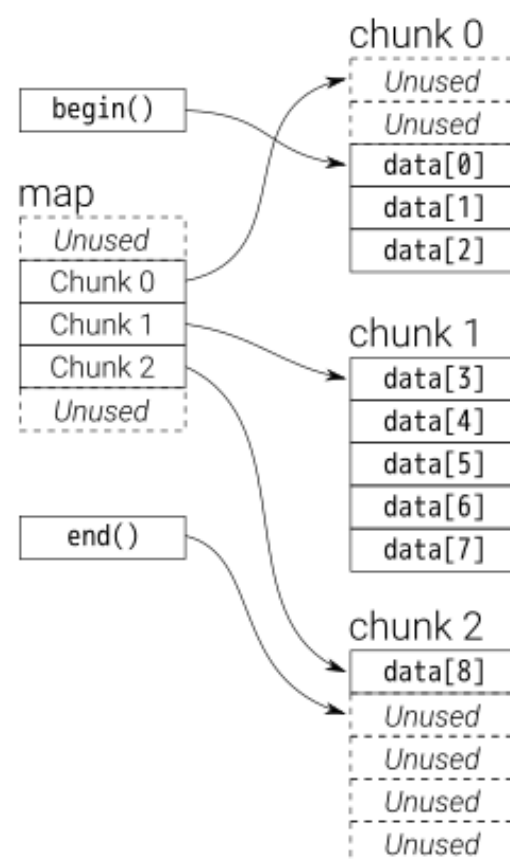 begin()
map
Unused
Chunk 0
Chunk 1
Chunk 2
Unused
end()
chunk 0
Unused
Unused
data[0]
data[1]
data[2]
chunk 1
data[3]
data[4]
data[5]
data[6]
data[7]
chunk 2
data[8]
Unused
Unused
Unused
Unused